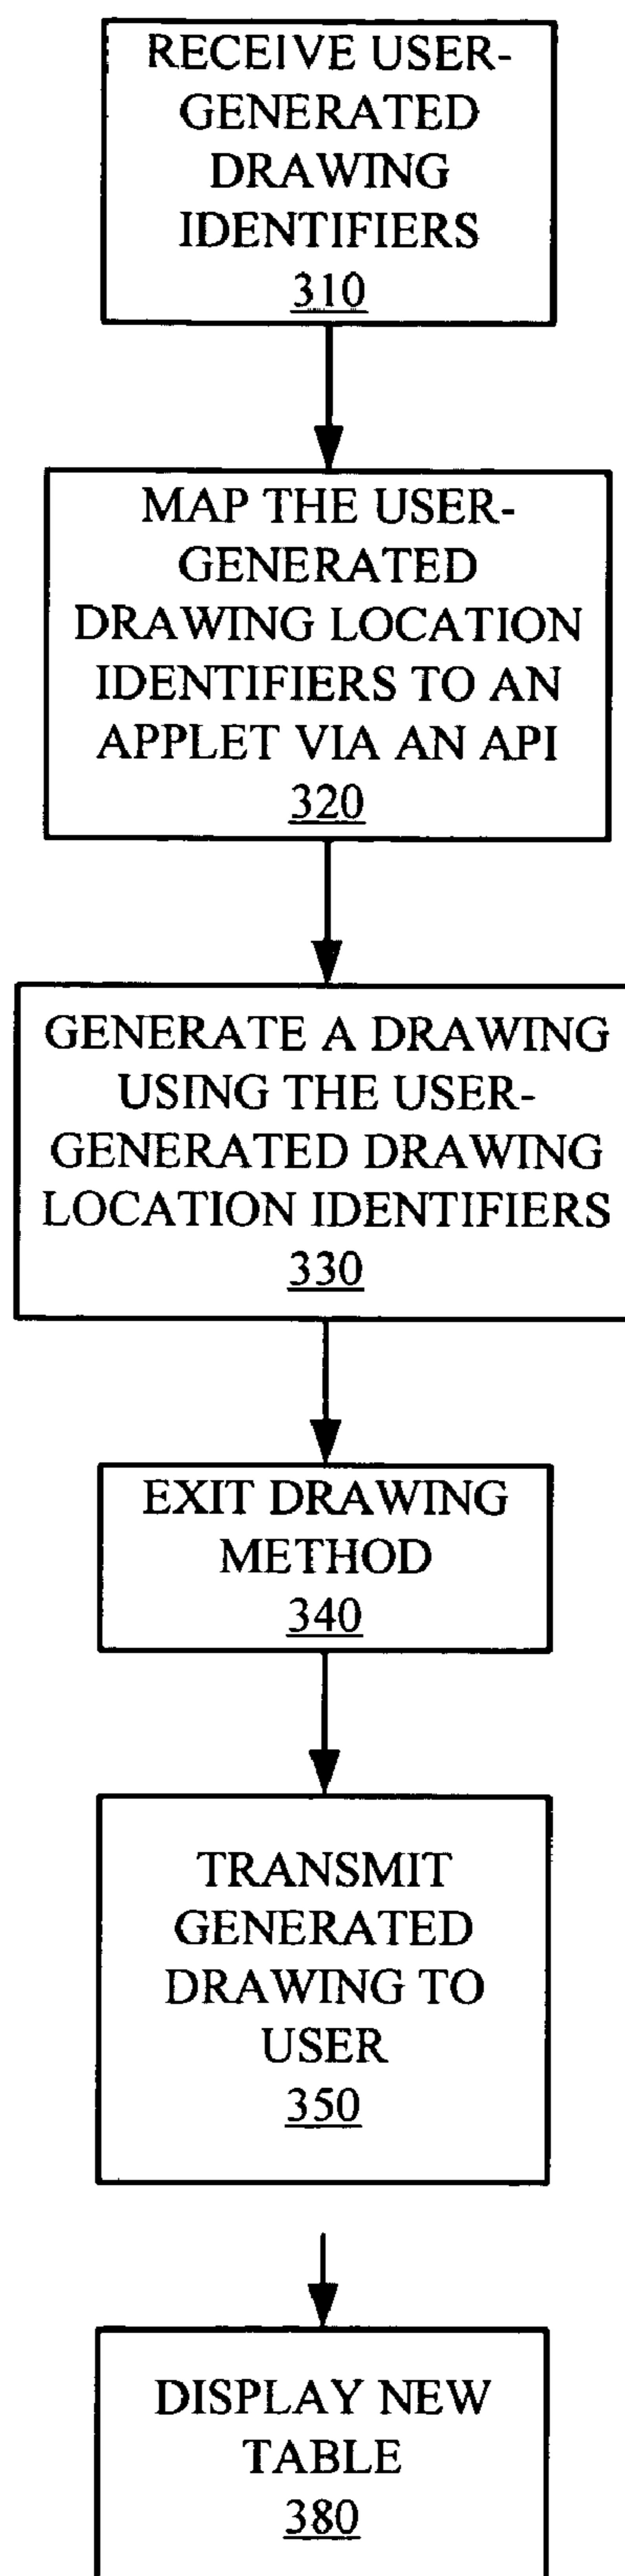 RECEIVE USER-
GENERATED
DRAWING
IDENTIFIERS
310
MAP THE USER-
GENERATED
DRAWING LOCATION
IDENTIFIERS TO AN
APPLET VIA AN API
320
GENERATE A DRAWING
USING THE USER-
GENERATED DRAWING
LOCATION IDENTIFIERS
330
EXIT DRAWING
METHOD
340
TRANSMIT
GENERATED
DRAWING TO
USER
350
DISPLAY NEW
TABLE
380